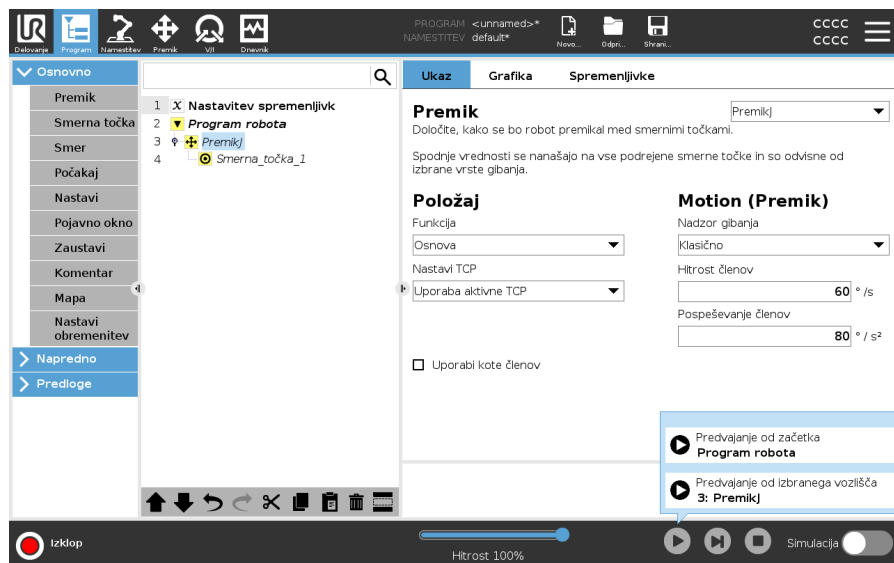 PROGRAM <unnamed>*
NAMESTITEV default*
CCCC
CCCC
Delovanje Program Namestitev Premik V/I Dnevnik Novo... Odpri... Shrani...
Osnovno
Premik
Smerna točka
Smer
Počakaj
Nastavi
Pojavno okno
Zaustavi
Komentar
Mapa
Nastavi
obremenitev
Napredno
Predloge
1 X Nastavitev spremenljivk
2 Program robota
3 PremikJ
4 Smerna_točka_1
Ukaz Grafika Spremenljivke
Premik
PremikJ
Določite, kako se bo robot premikal med smernimi točkami.
Spodnje vrednosti se nanašajo na vse podrejene smerne točke in so odvisne od
izbrane vrste gibanja.
Položaj
Funkcija
Osnova
Nastavi TCP
Uporaba aktivne TCP
Uporabi kote členov
Motion (Premik)
Nadzor gibanja
Klasično
Hitrost členov
60 ° /s
Pospeševanje členov
80 ° / s²
Predvajanje od začetka
Program robota
Predvajanje od izbranega vozlišča
3: PremikJ
Izklop
Hitrost 100%
Simulacija